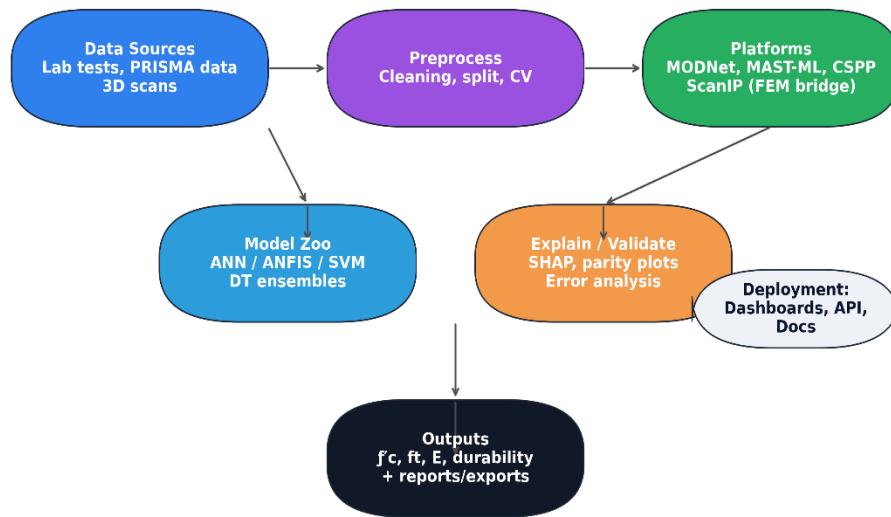 Data Sources
Lab tests, PRISMA data
3D scans
Preprocess
Cleaning, split, CV
Platforms
MODNet, MAST-ML, CSPP
ScanIP (FEM bridge)
Model Zoo
ANN / ANFIS / SVM
DT ensembles
Explain / Validate
SHAP, parity plots
Error analysis
Deployment:
Dashboards, API,
Docs
Outputs
ƒ′c, ft, E, durability
+ reports/exports